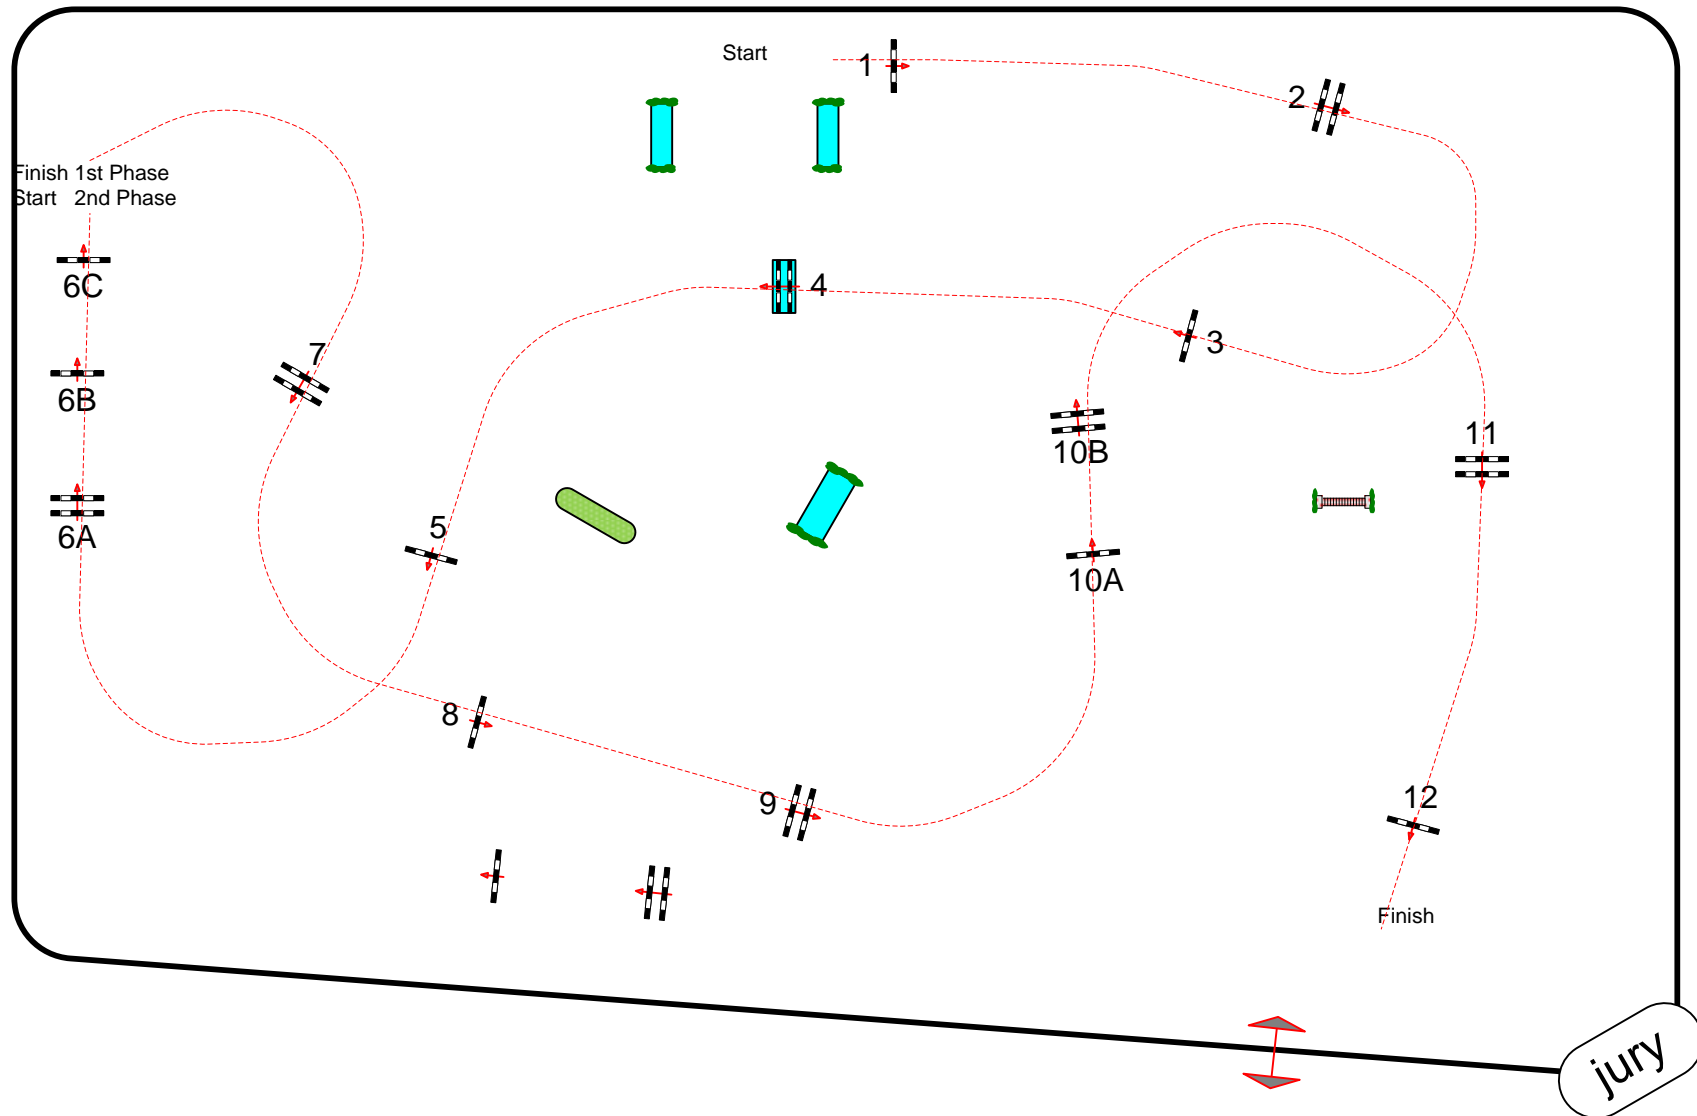 Start
1
2
Finish 1st Phase
Start 2nd Phase
6C
4
3
7
6B
10B
11
6A
5
10A
8
9
12
Finish
jury